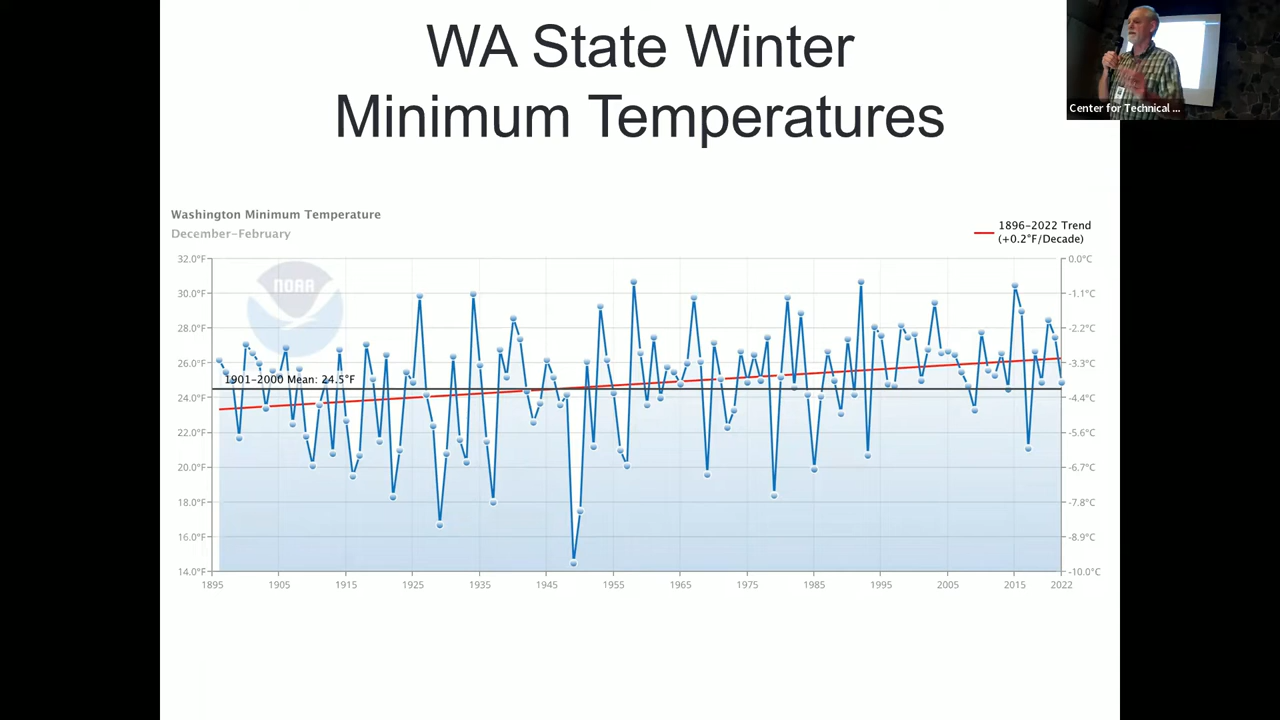 WA State Winter
Minimum Temperatures
Center for Technical ...
Washington Minimum Temperature
December–February
1896–2022 Trend
(+0.2°F/Decade)
NOAA
1901–2000 Mean: 24.5°F
32.0°F
30.0°F
28.0°F
26.0°F
24.0°F
22.0°F
20.0°F
18.0°F
16.0°F
14.0°F
0.0°C
-1.1°C
-2.2°C
-3.3°C
-4.4°C
-5.6°C
-6.7°C
-7.8°C
-8.9°C
-10.0°C
1895 1905 1915 1925 1935 1945 1955 1965 1975 1985 1995 2005 2015 2022